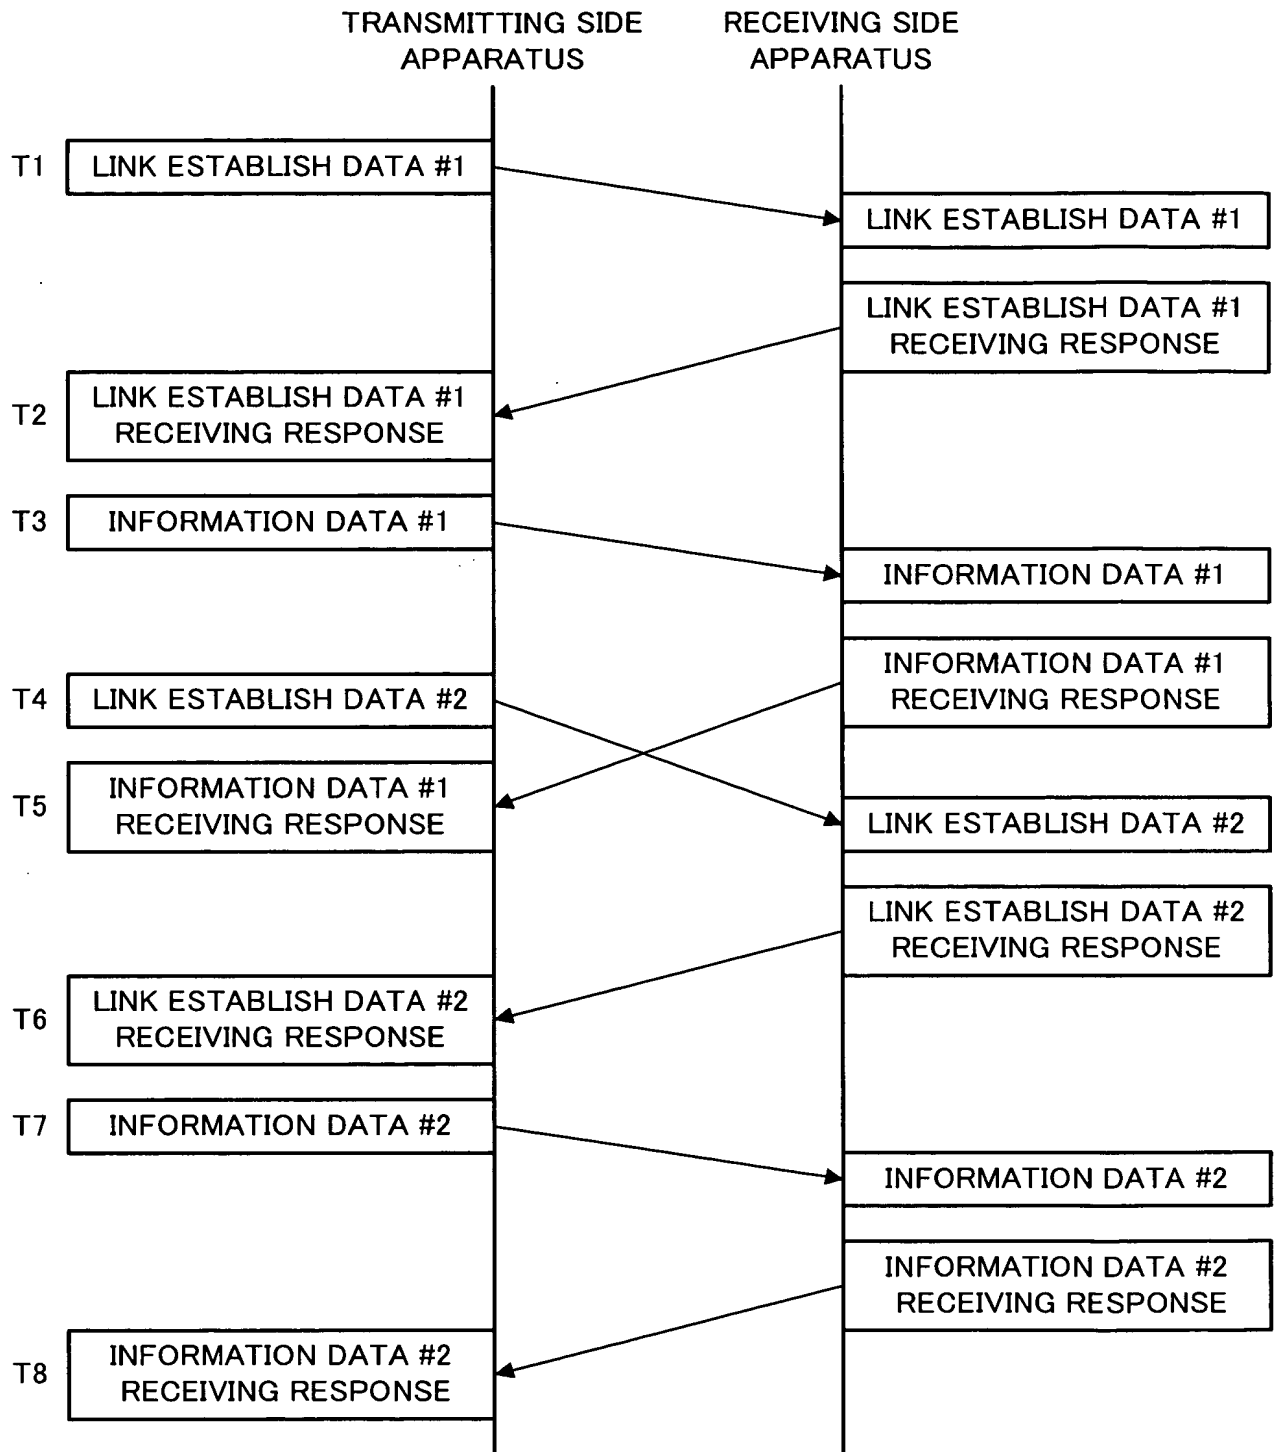 TRANSMITTING SIDE
APPARATUS
RECEIVING SIDE
APPARATUS
T1
LINK ESTABLISH DATA #1
LINK ESTABLISH DATA #1
LINK ESTABLISH DATA #1
RECEIVING RESPONSE
T2
LINK ESTABLISH DATA #1
RECEIVING RESPONSE
T3
INFORMATION DATA #1
INFORMATION DATA #1
INFORMATION DATA #1
RECEIVING RESPONSE
T4
LINK ESTABLISH DATA #2
T5
INFORMATION DATA #1
RECEIVING RESPONSE
LINK ESTABLISH DATA #2
LINK ESTABLISH DATA #2
RECEIVING RESPONSE
T6
LINK ESTABLISH DATA #2
RECEIVING RESPONSE
T7
INFORMATION DATA #2
INFORMATION DATA #2
INFORMATION DATA #2
RECEIVING RESPONSE
T8
INFORMATION DATA #2
RECEIVING RESPONSE